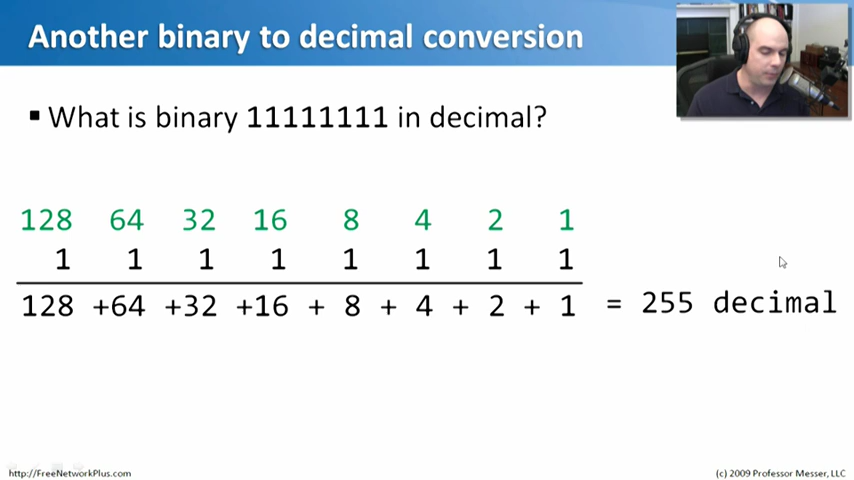 Another binary to decimal conversion
▪ What is binary 11111111 in decimal?
128 64 32 16 8 4 2 1
1 1 1 1 1 1 1 1
128 +64 +32 +16 + 8 + 4 + 2 + 1 = 255 decimal
http://FreeNetworkPlus.com
(c) 2009 Professor Messer, LLC